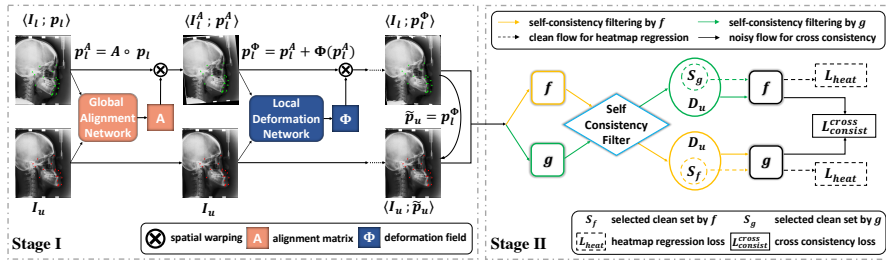 ⟨I_l ; p_l⟩
p_l^A = A ∘ p_l
⟨I_l^A ; p_l^A⟩
p_l^Φ = p_l^A + Φ(p_l^A)
⟨I_l ; p_l^Φ⟩
Global Alignment Network
A
Local Deformation Network
Φ
p̃_u = p_l^Φ
I_u
I_u
⟨I_u ; p̃_u⟩
Stage I
spatial warping
A alignment matrix
Φ deformation field
self-consistency filtering by f
self-consistency filtering by g
clean flow for heatmap regression
noisy flow for cross consistency
f
g
Self Consistency Filter
S_g
D_u
D_u
S_f
f
g
L_heat
L_consist^cross
L_heat
Stage II
S_f selected clean set by f
S_g selected clean set by g
L_heat heatmap regression loss
L_consist^cross cross consistency loss